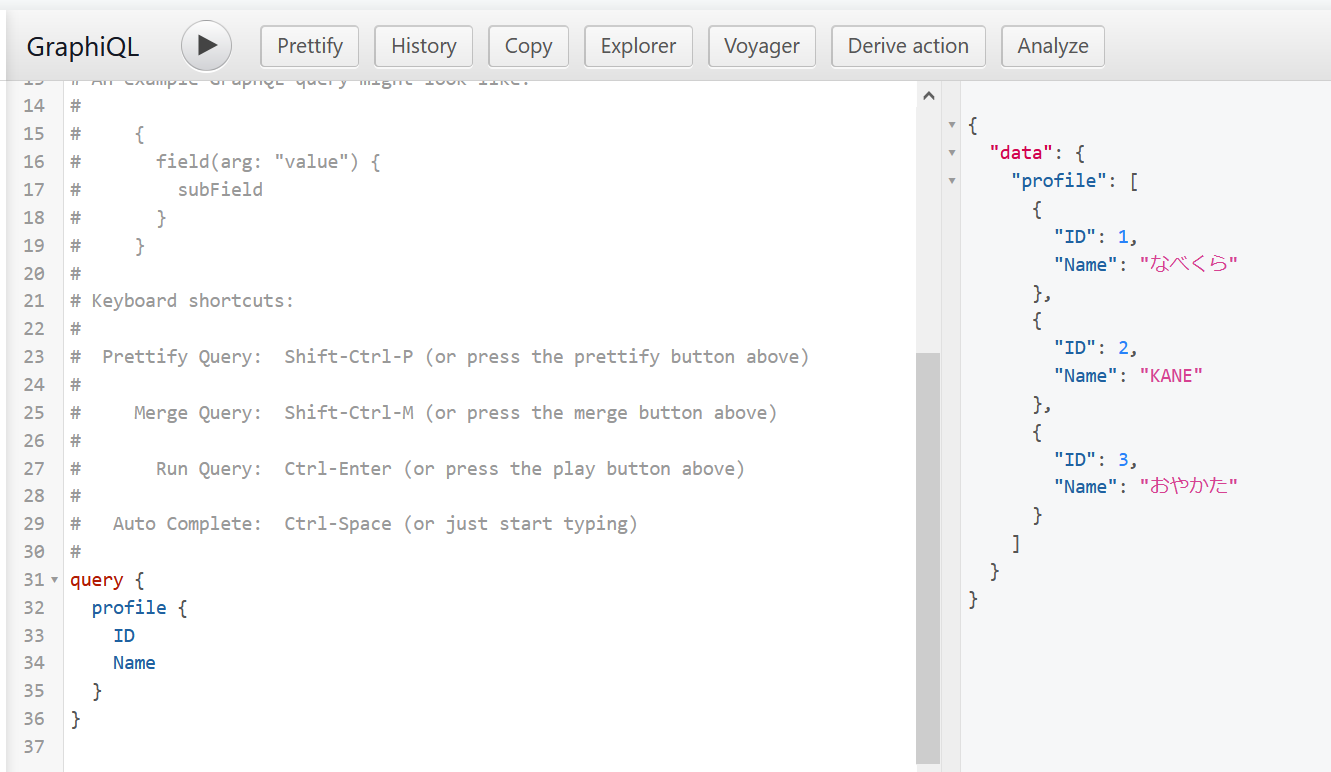 GraphiQL
Prettify
History
Copy
Explorer
Voyager
Derive action
Analyze
13 # An example GraphQL query might look like:
14 #
15 #     {
16 #       field(arg: "value") {
17 #         subField
18 #       }
19 #     }
20 #
21 # Keyboard shortcuts:
22 #
23 #  Prettify Query:  Shift-Ctrl-P (or press the prettify button above)
24 #
25 #     Merge Query:  Shift-Ctrl-M (or press the merge button above)
26 #
27 #       Run Query:  Ctrl-Enter (or press the play button above)
28 #
29 #   Auto Complete:  Ctrl-Space (or just start typing)
30 #
31 query {
32   profile {
33     ID
34     Name
35   }
36 }
37
{
  "data": {
    "profile": [
      {
        "ID": 1,
        "Name": "なべくら"
      },
      {
        "ID": 2,
        "Name": "KANE"
      },
      {
        "ID": 3,
        "Name": "おやかた"
      }
    ]
  }
}